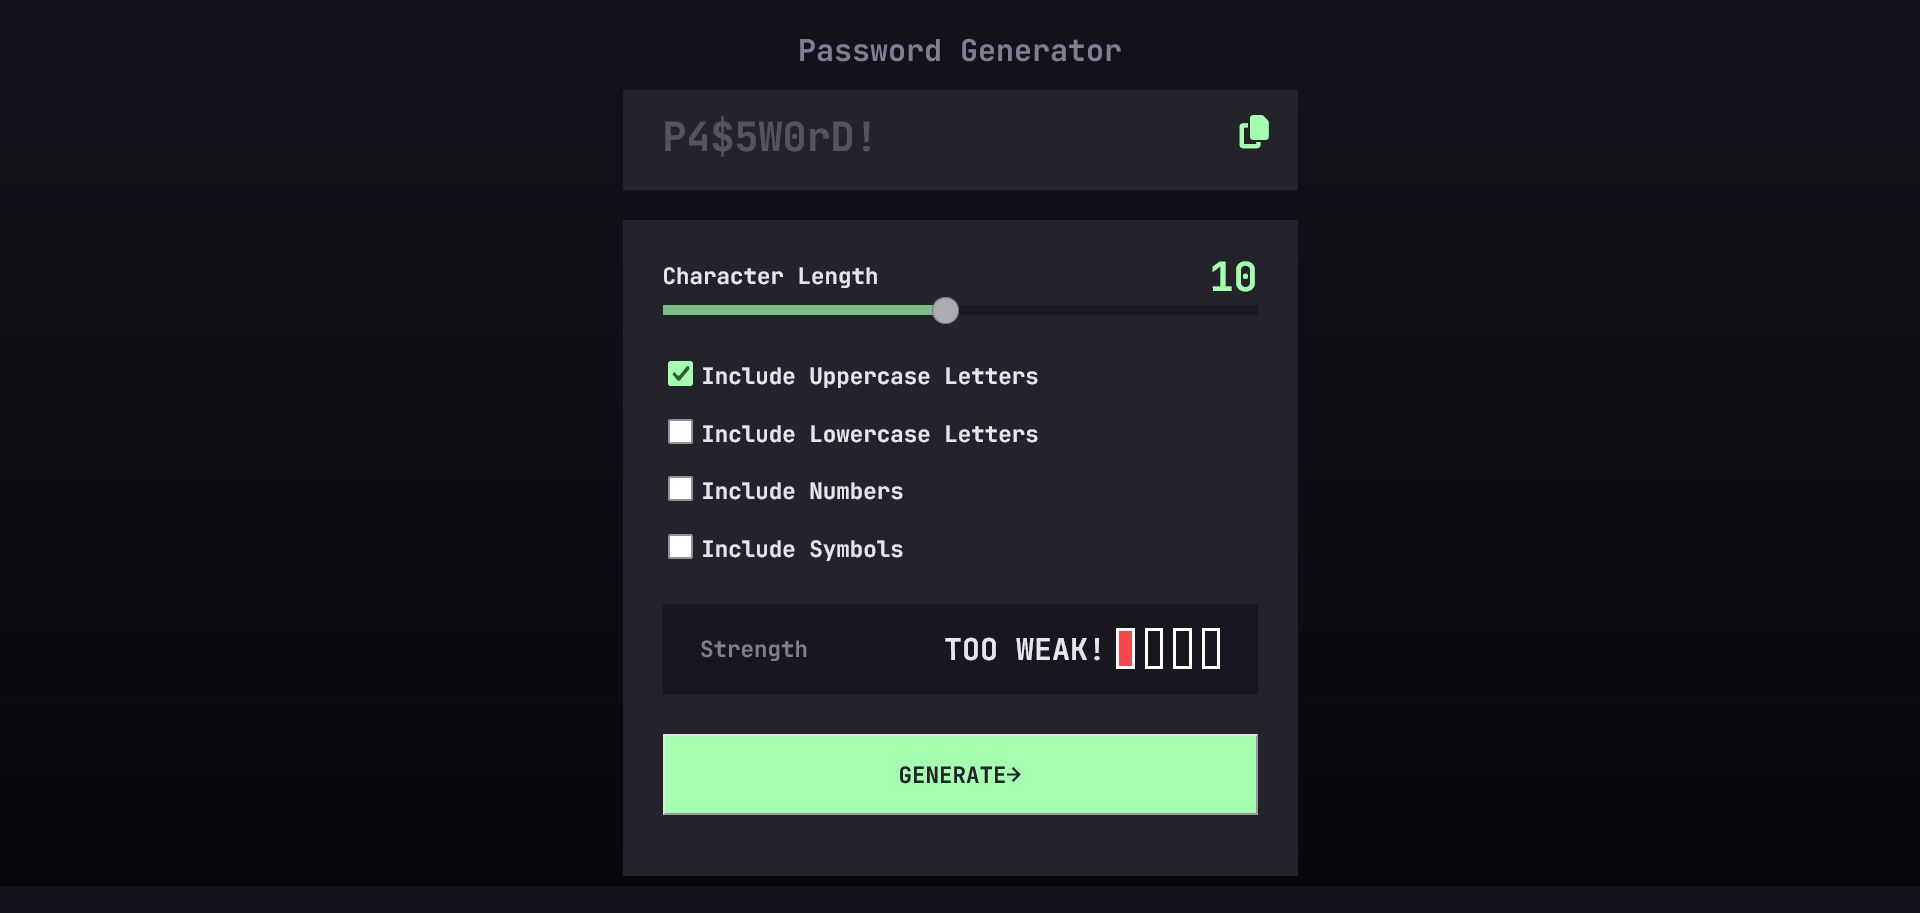 Password Generator
P4$5W0rD!
Character Length
10
Include Uppercase Letters
Include Lowercase Letters
Include Numbers
Include Symbols
Strength
TOO WEAK!
GENERATE→